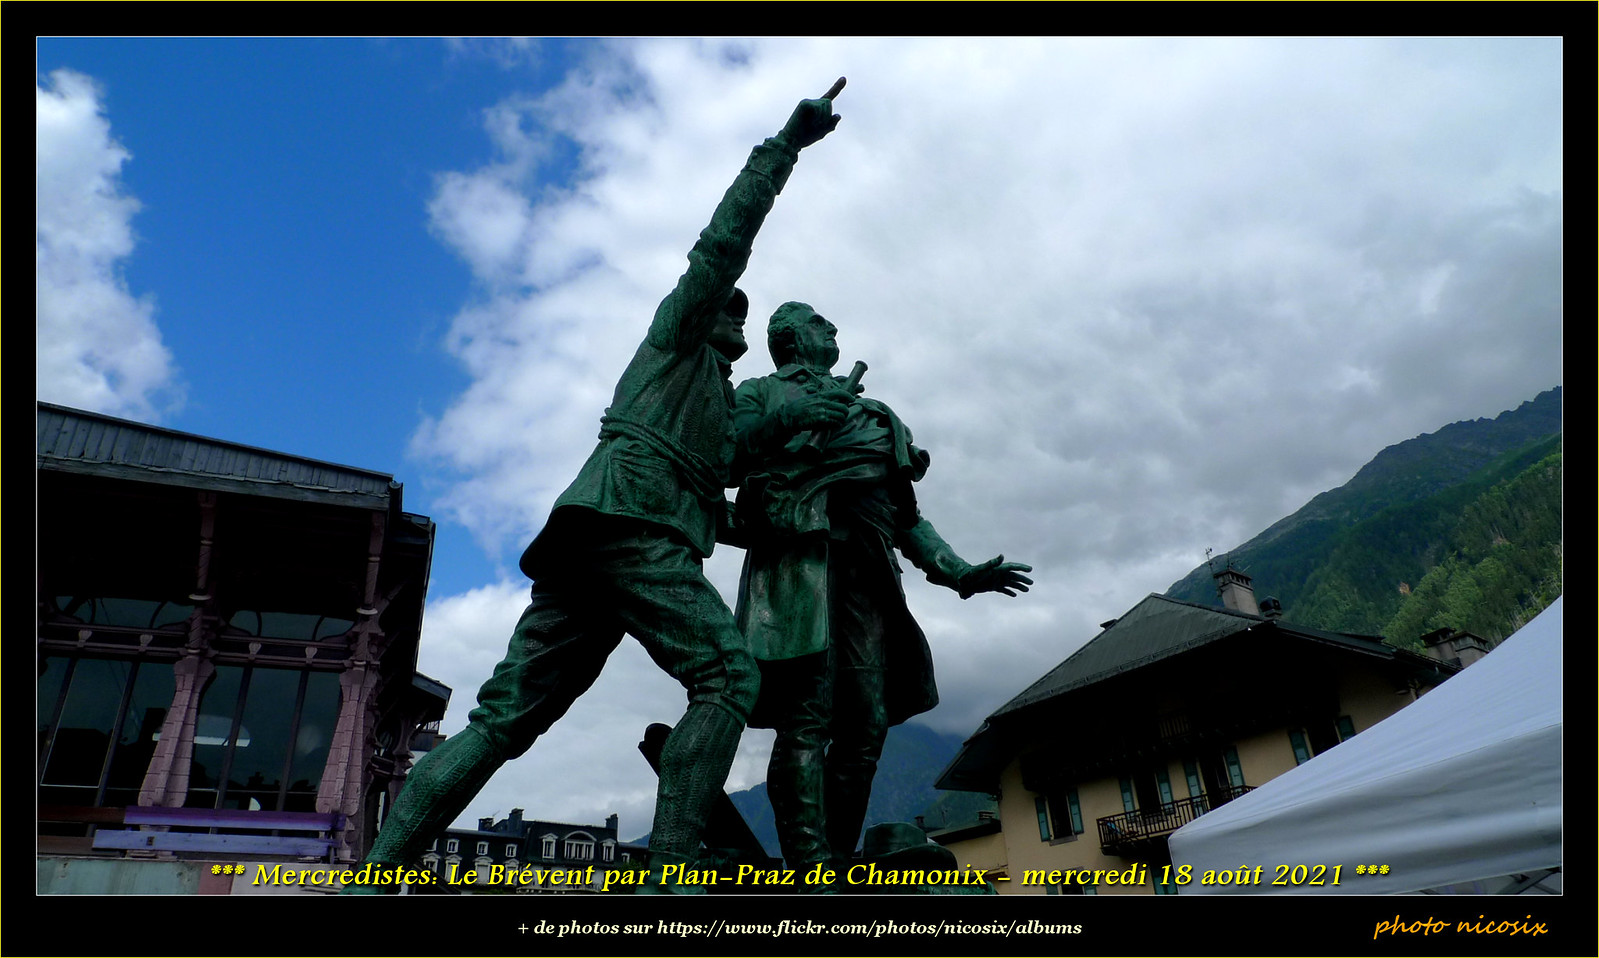 *** Mercredistes: Le Brévent par Plan-Praz de Chamonix - mercredi 18 août 2021 ***
+ de photos sur https://www.flickr.com/photos/nicosix/albums
photo nicosix